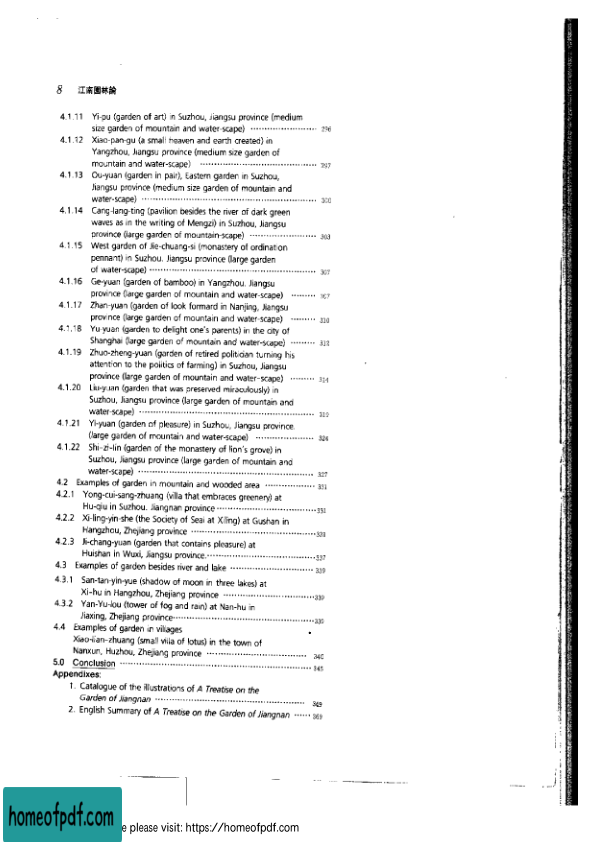 8 江南園林論
4.1.11 Yi-pu (garden of art) in Suzhou, Jiangsu province (medium
size garden of mountain and water-scape) 296
4.1.12 Xiao-pan-gu (a small heaven and earth created) in
Yangzhou, Jiangsu province (medium size garden of
mountain and water-scape) 297
4.1.13 Ou-yuan (garden in pair), Eastern garden in Suzhou,
Jiangsu province (medium size garden of mountain and
water-scape)
4.1.14 Cang-lang-ting (pavilion besides the river of dark green
waves as in the writing of Mengzi) in Suzhou, Jiangsu
province (large garden of mountain-scape) 303
4.1.15 West garden of Jie-chuang-si (monastery of ordination
pennant) in Suzhou. Jiangsu province (large garden
of water-scape) 307
4.1.16 Ge-yuan (garden of bamboo) in Yangzhou. Jiangsu
province (large garden of mountain and water-scape)
4.1.17 Zhan-yuan (garden of look formard in Nanjing, Jiangsu
province (large garden of mountain and water-scape) 310
4.1.18 Yu-yuan (garden to delight one's parents) in the city of
Shanghai (large garden of mountain and water-scape) 312
4.1.19 Zhuo-zheng-yuan (garden of retired politician turning his
attention to the politics of farming) in Suzhou, Jiangsu
province (large garden of mountain and water-scape) 314
4.1.20 Liu-yuan (garden that was preserved miraculously) in
Suzhou, Jiangsu province (large garden of mountain and
water-scape)
4.1.21 Yi-yuan (garden of pleasure) in Suzhou, Jiangsu province.
(large garden of mountain and water-scape) 324
4.1.22 Shi-zi-lin (garden of the monastery of lion's grove) in
Suzhou, Jiangsu province (large garden of mountain and
water-scape) 327
4.2 Examples of garden in mountain and wooded area 331
4.2.1 Yong-cui-sang-zhuang (villa that embraces greenery) at
Hu-qiu in Suzhou. Jiangnan province 331
4.2.2 Xi-ling-yin-she (the Society of Seal at Xiling) at Gushan in
Hangzhou, Zhejiang province
4.2.3 Ji-chang-yuan (garden that contains pleasure) at
Huishan in Wuxi, Jiangsu province. 337
4.3 Examples of garden besides river and lake 339
4.3.1 San-tan-yin-yue (shadow of moon in three lakes) at
Xi-hu in Hangzhou, Zhejiang province 339
4.3.2 Yan-Yu-lou (tower of fog and rain) at Nan-hu in
Jiaxing, Zhejiang province
4.4 Examples of garden in villages
Xiao-lian-zhuang (small villa of lotus) in the town of
Nanxun, Huzhou, Zhejiang province 342
5.0 Conclusion 345
Appendixes:
1. Catalogue of the illustrations of A Treatise on the
Garden of Jiangnan 349
2. English Summary of A Treatise on the Garden of Jiangnan
homeofpdf.com
e please visit: https://homeofpdf.com